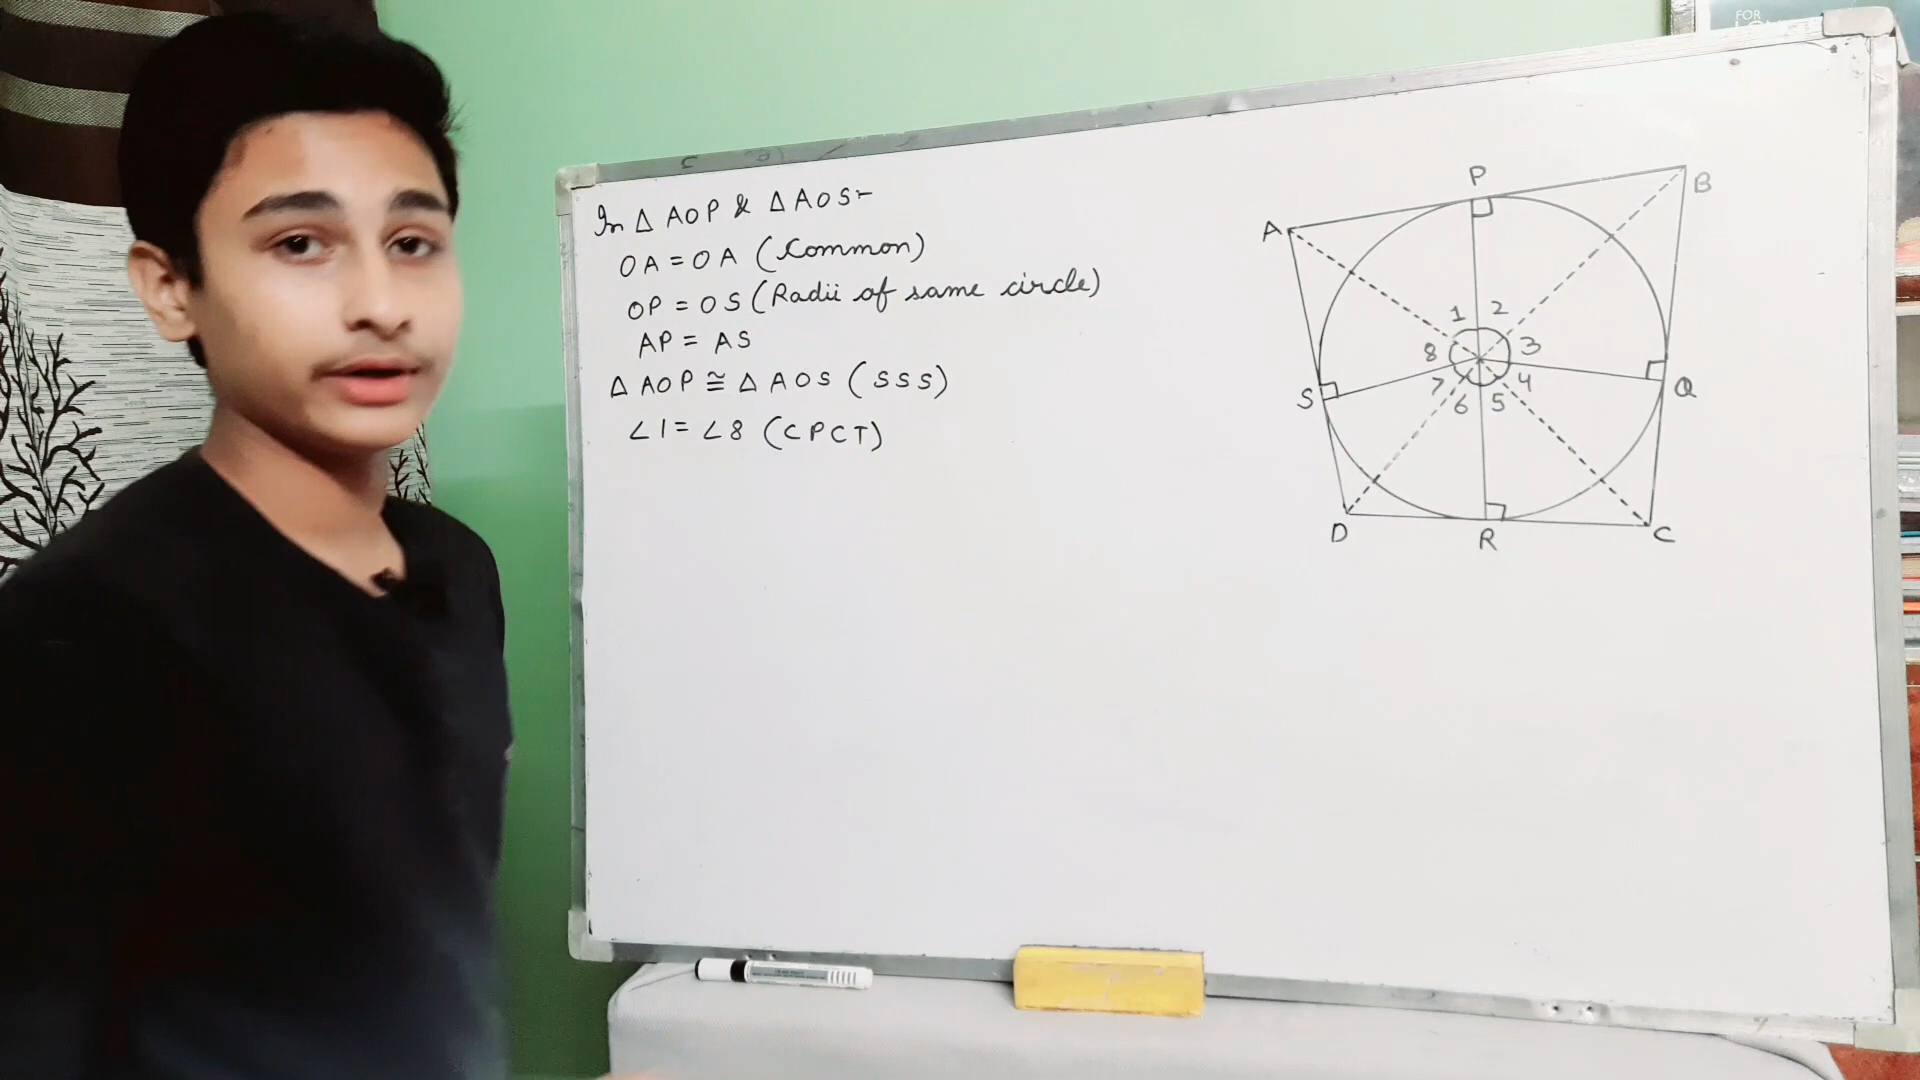 In △ AOP & △ AOS:-
OA = OA (Common)
OP = OS (Radii of same circle)
AP = AS
△ AOP ≅ △ AOS (SSS)
∠1 = ∠8 (CPCT)
P
B
A
1 2
8 3
7 4
6 5
S
Q
D
R
C
FOR